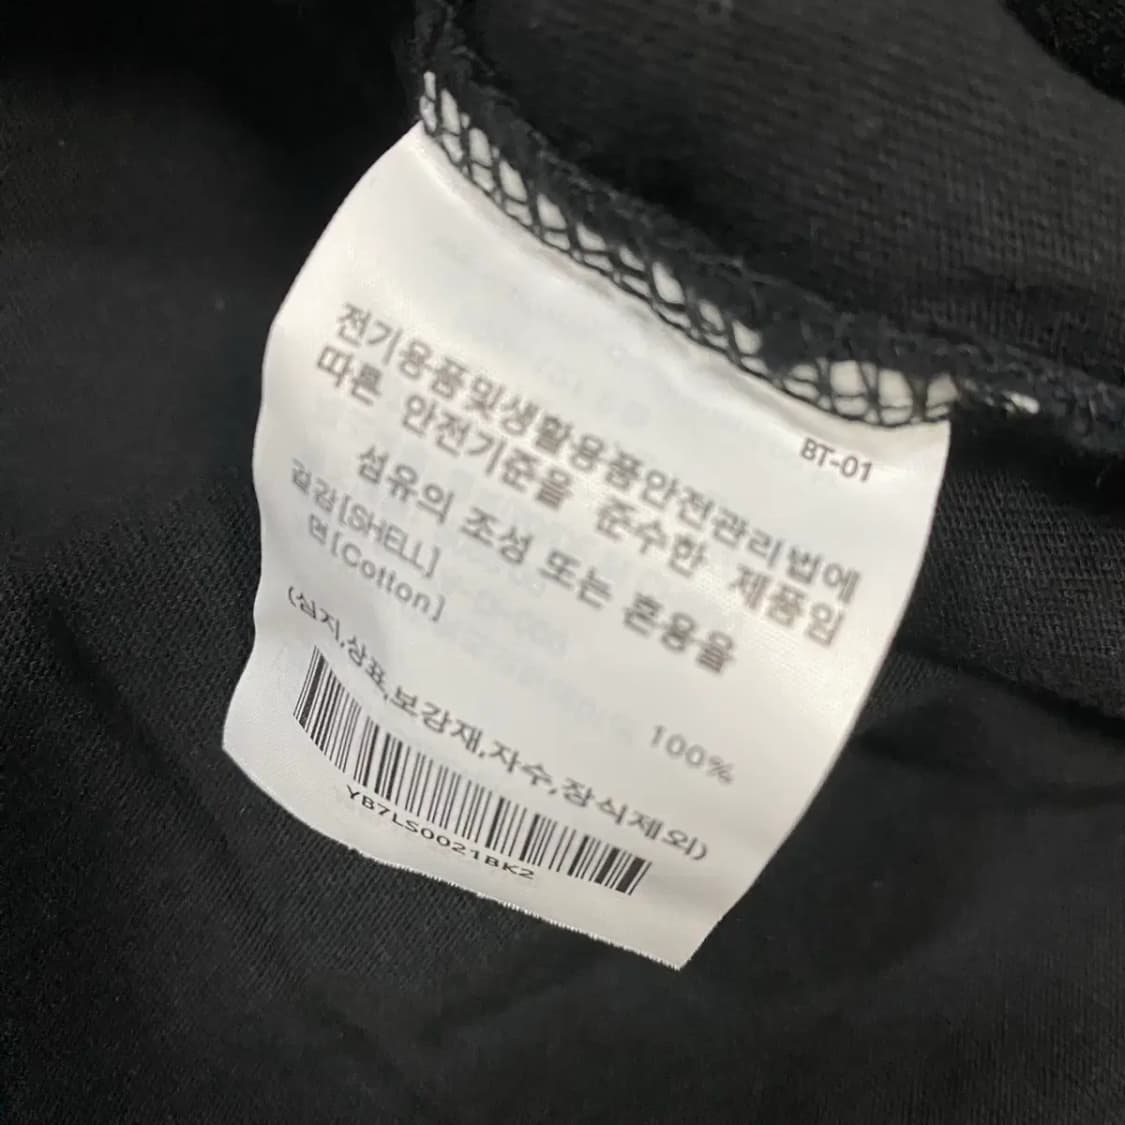 BT-01
전기용품및생활용품안전관리법에
따른 안전기준을 준수한 제품임
섬유의 조성 또는 혼용율
겉감[SHELL]
면[Cotton] 100%
(심지,상표,보강재,자수,장식제외)
YB7LS0021BK2